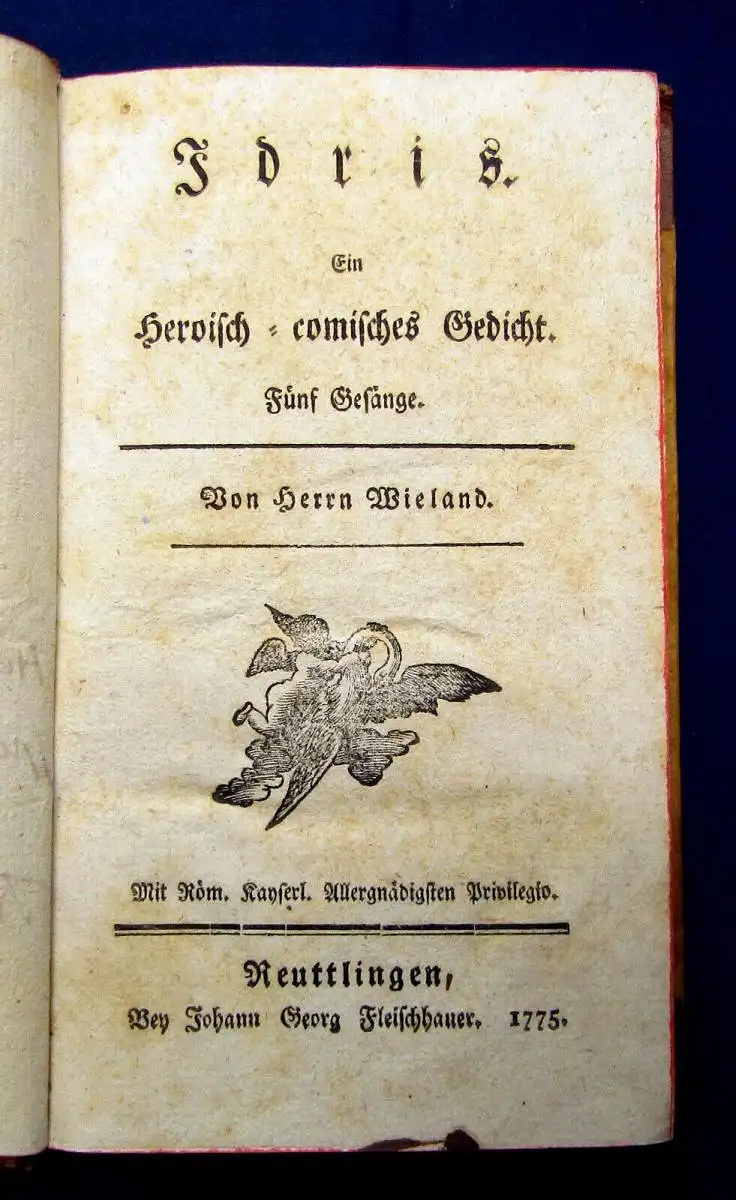 Idris.
Ein
Heroisch-comisches Gedicht.
Fünf Gesänge.
Von Herrn Wieland.
Mit Röm. Kayserl. Allergnädigsten Privilegio.
Reuttlingen,
Bey Johann Georg Fleischhauer. 1775.